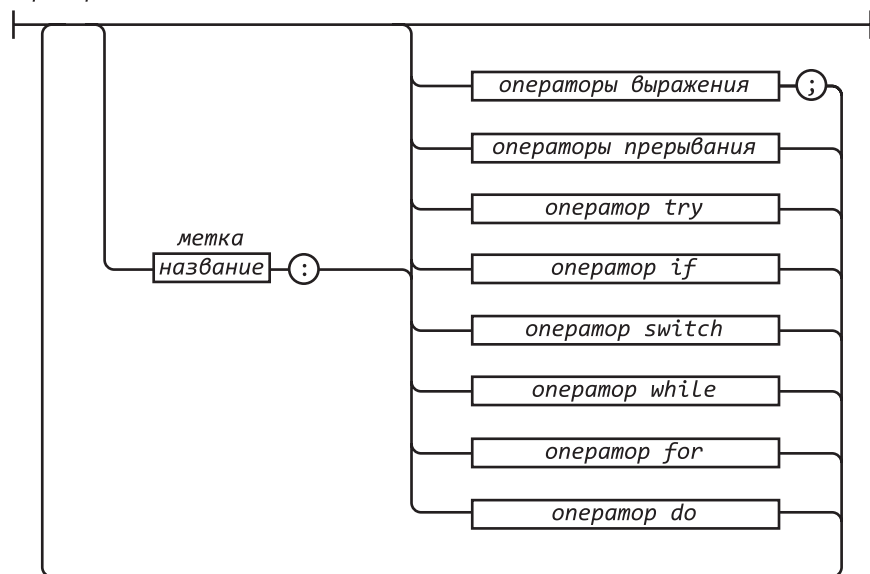 операторы выражения ;
операторы прерывания
оператор try
метка
название :
оператор if
оператор switch
оператор while
оператор for
оператор do